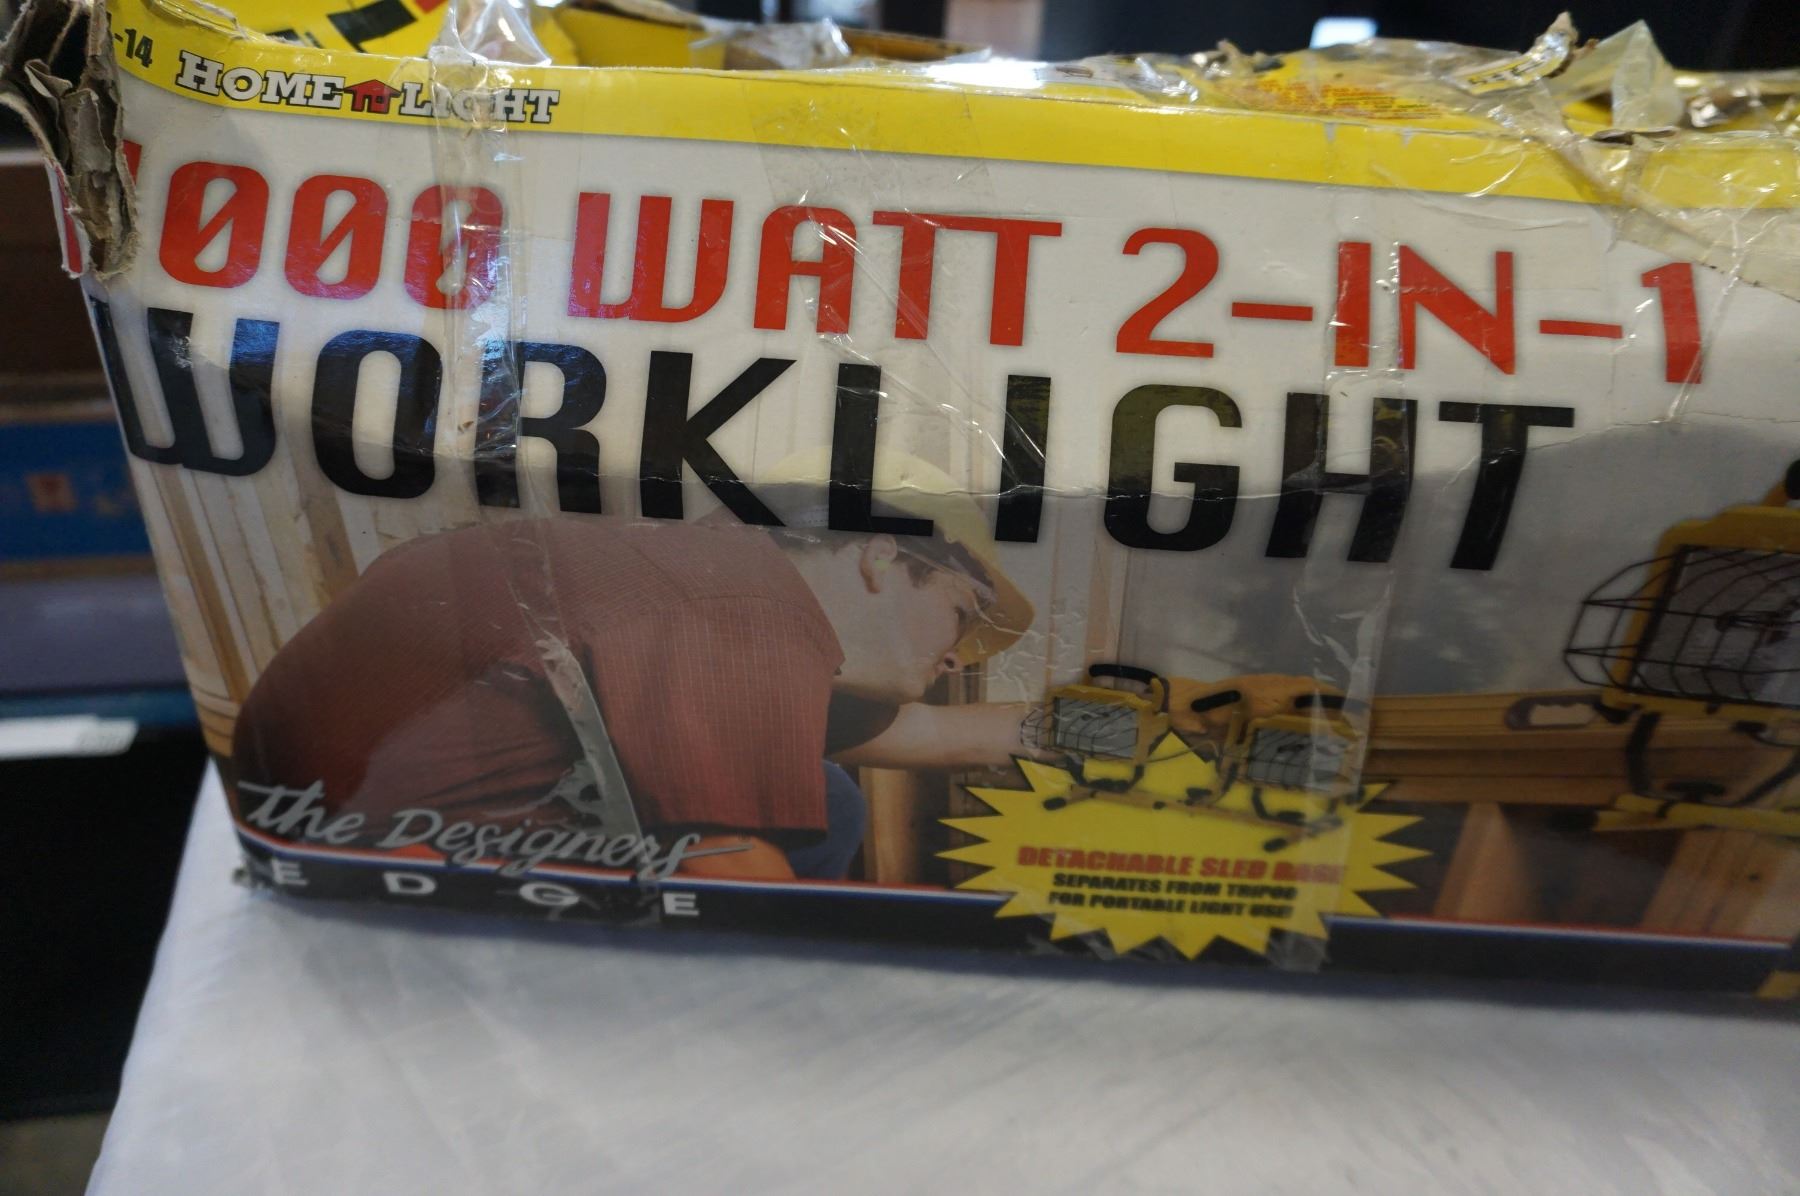 -14
HOME LIGHT
1000 WATT 2-IN-1
WORKLIGHT
the Designers
EDGE
DETACHABLE SLED BASE
SEPARATES FROM TRIPOD
FOR PORTABLE LIGHT USE!